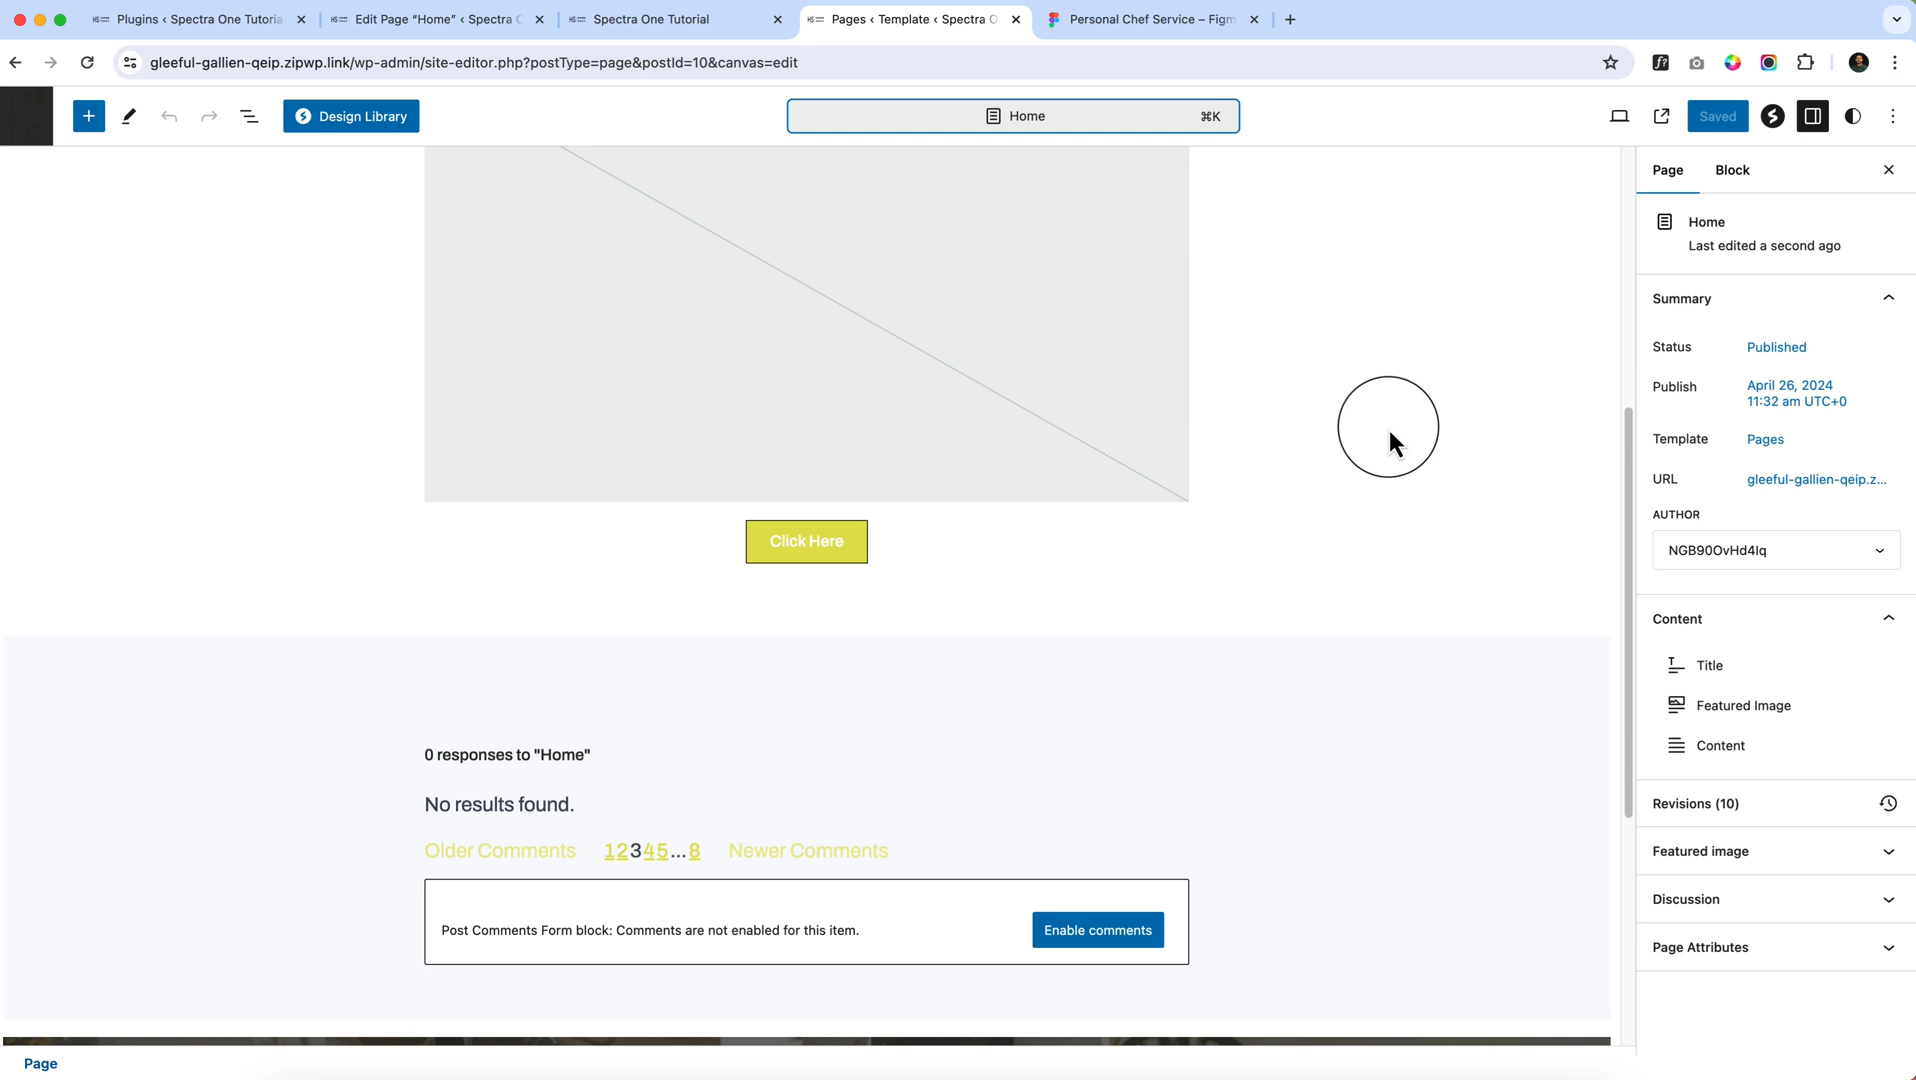 Plugins ‹ Spectra One Tutoria
Edit Page “Home” ‹ Spectra
Spectra One Tutorial
Pages ‹ Template ‹ Spectra
Personal Chef Service – Figm
gleeful-gallien-qeip.zipwp.link/wp-admin/site-editor.php?postType=page&postId=10&canvas=edit
Design Library
Home
⌘K
Saved
Page
Block
Home
Last edited a second ago
Summary
Status
Published
Publish
April 26, 2024
11:32 am UTC+0
Template
Pages
URL
gleeful-gallien-qeip.z...
AUTHOR
NGB90OvHd4Iq
Click Here
Content
Title
Featured Image
Content
0 responses to "Home"
No results found.
Older Comments 12345...8 Newer Comments
Post Comments Form block: Comments are not enabled for this item.
Enable comments
Revisions (10)
Featured image
Discussion
Page Attributes
Page